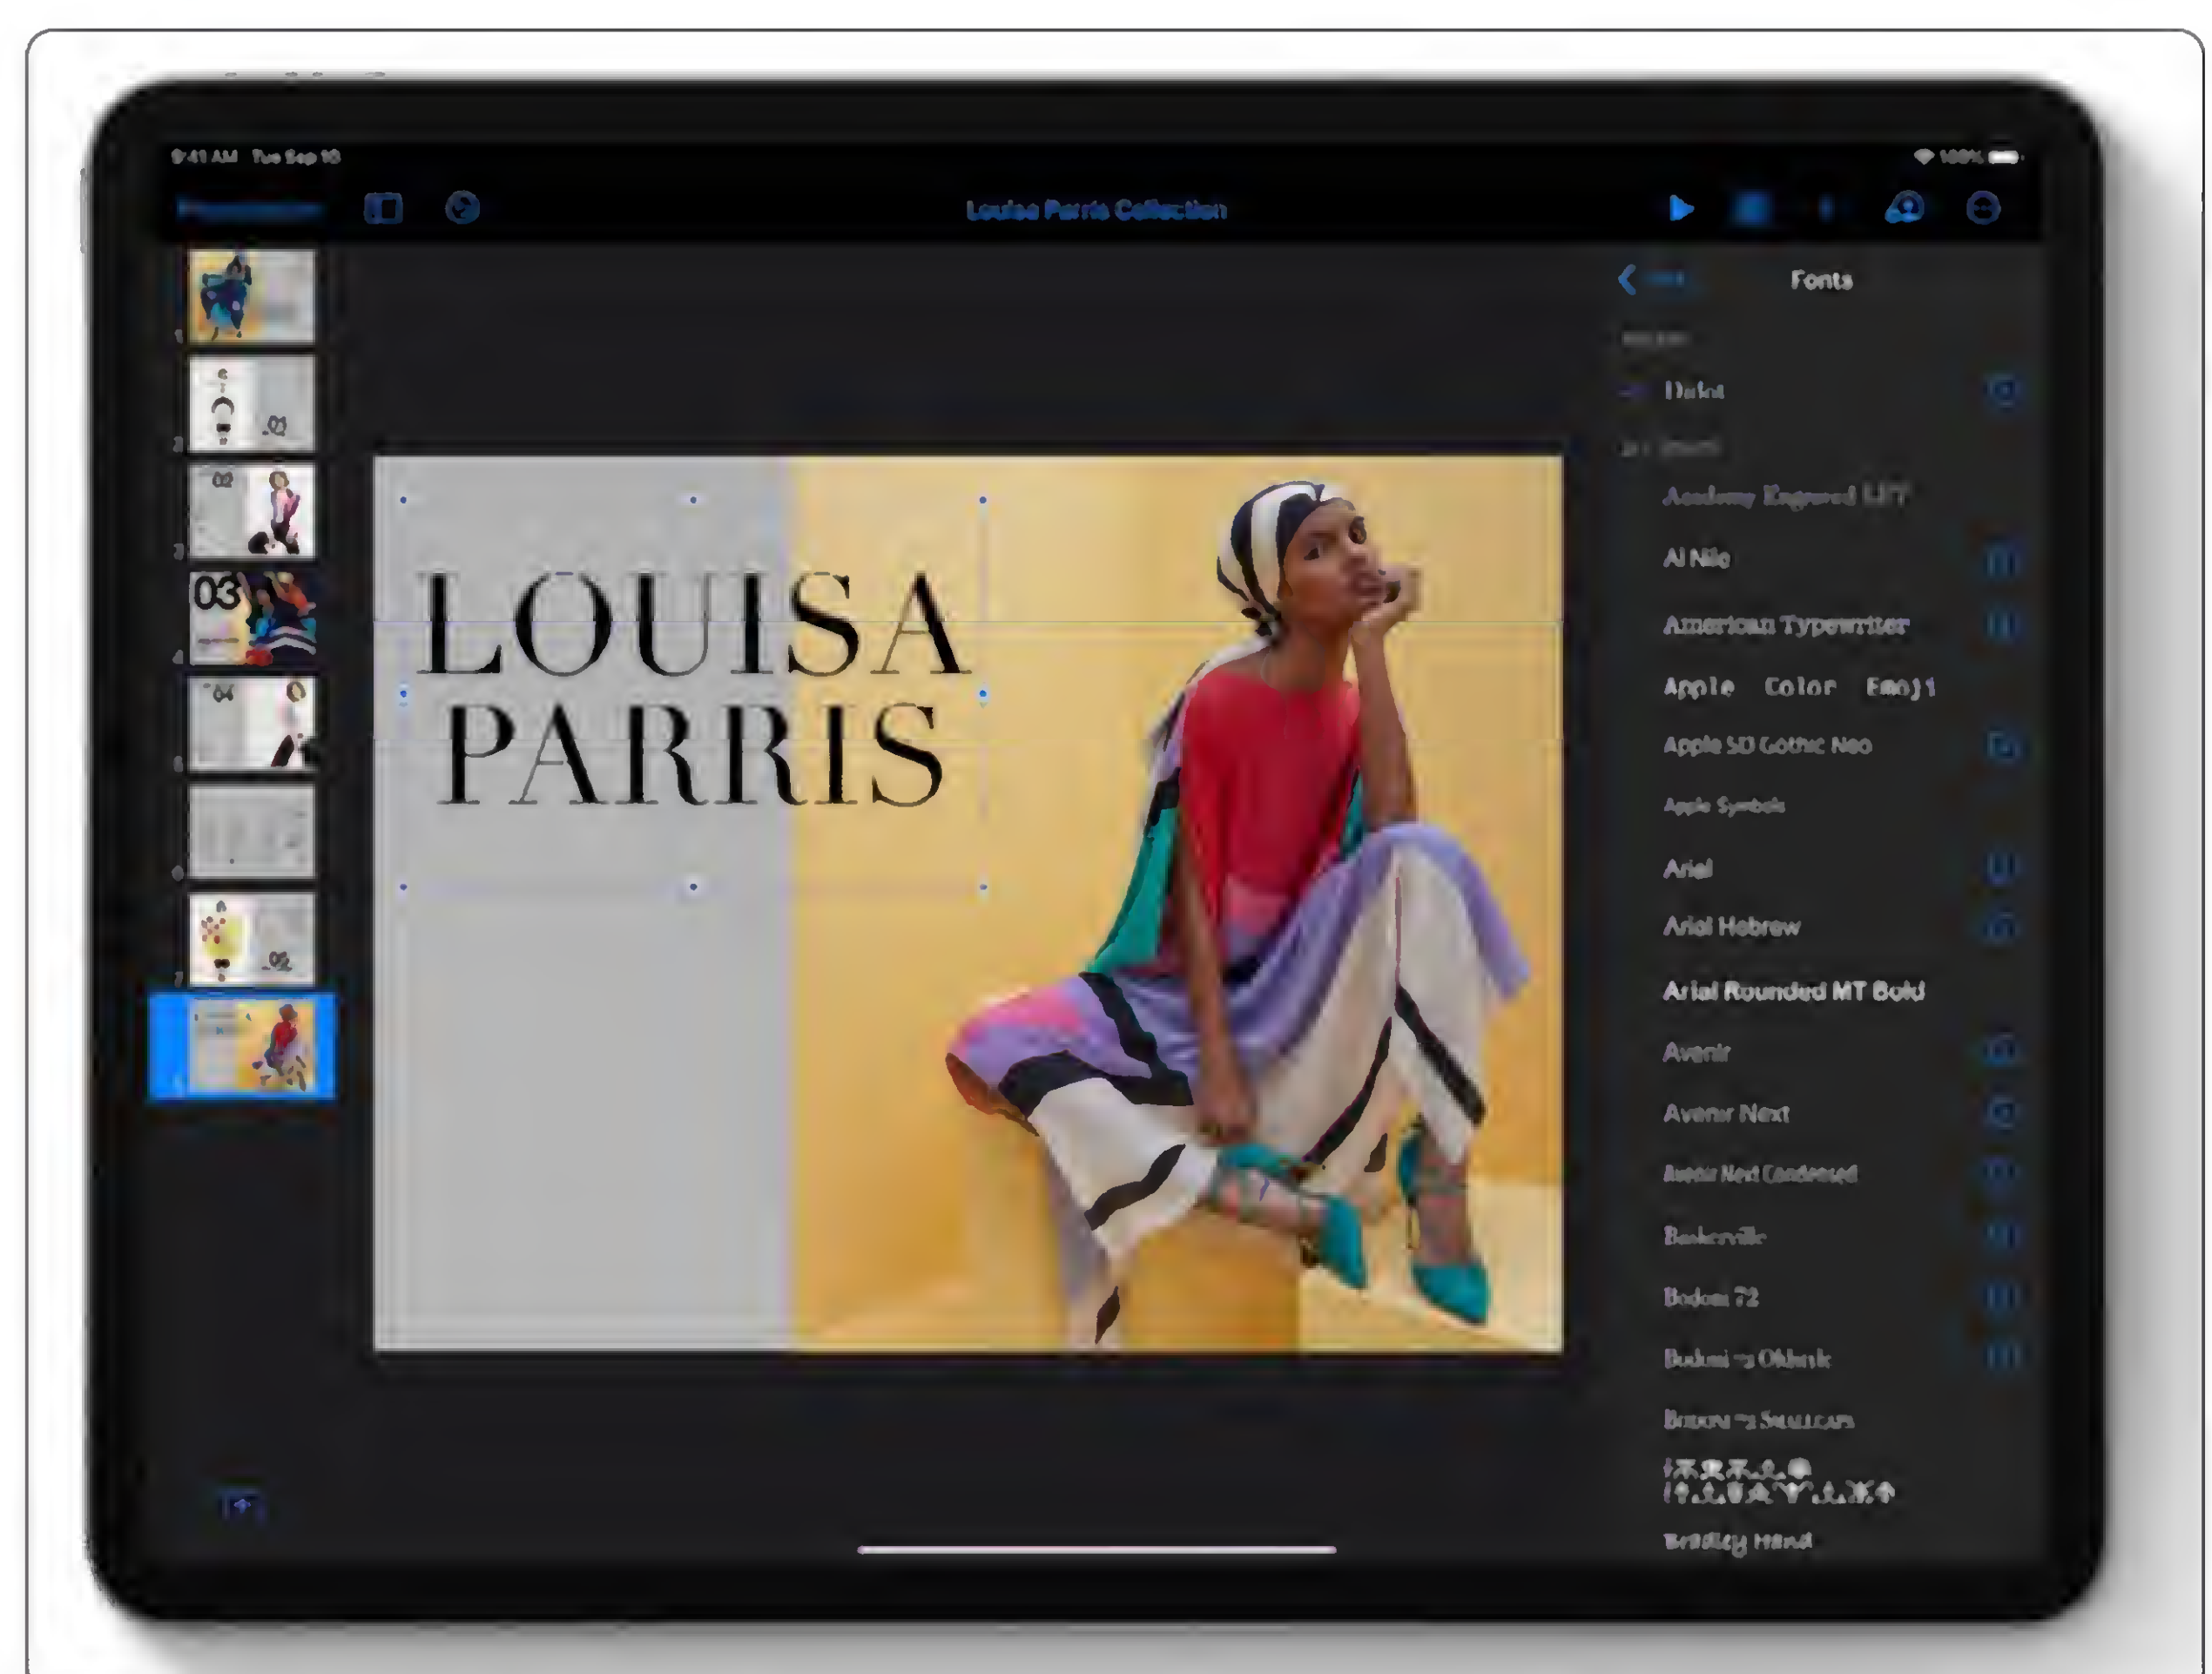 9:41 AM Tue Sep 10
100%
Louisa Parris Collection
Fonts
Didot
Academy Engraved LET
Al Nile
American Typewriter
Apple Color Emoji
Apple SD Gothic Neo
Apple Symbols
Arial
Arial Hebrew
Arial Rounded MT Bold
Avenir
Avenir Next
Avenir Next Condensed
Baskerville
Bodoni 72
Bodoni 72 Oldstyle
Bodoni 72 Smallcaps
Bradley Hand
LOUISA
PARRIS
02
03
04